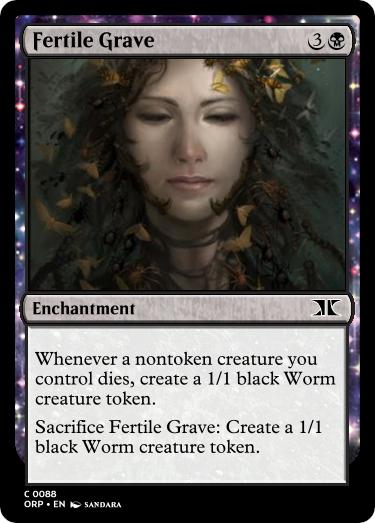 Fertile Grave 3
Enchantment
Whenever a nontoken creature you
control dies, create a 1/1 black Worm
creature token.
Sacrifice Fertile Grave: Create a 1/1
black Worm creature token.
C 0088
ORP • EN SANDARA